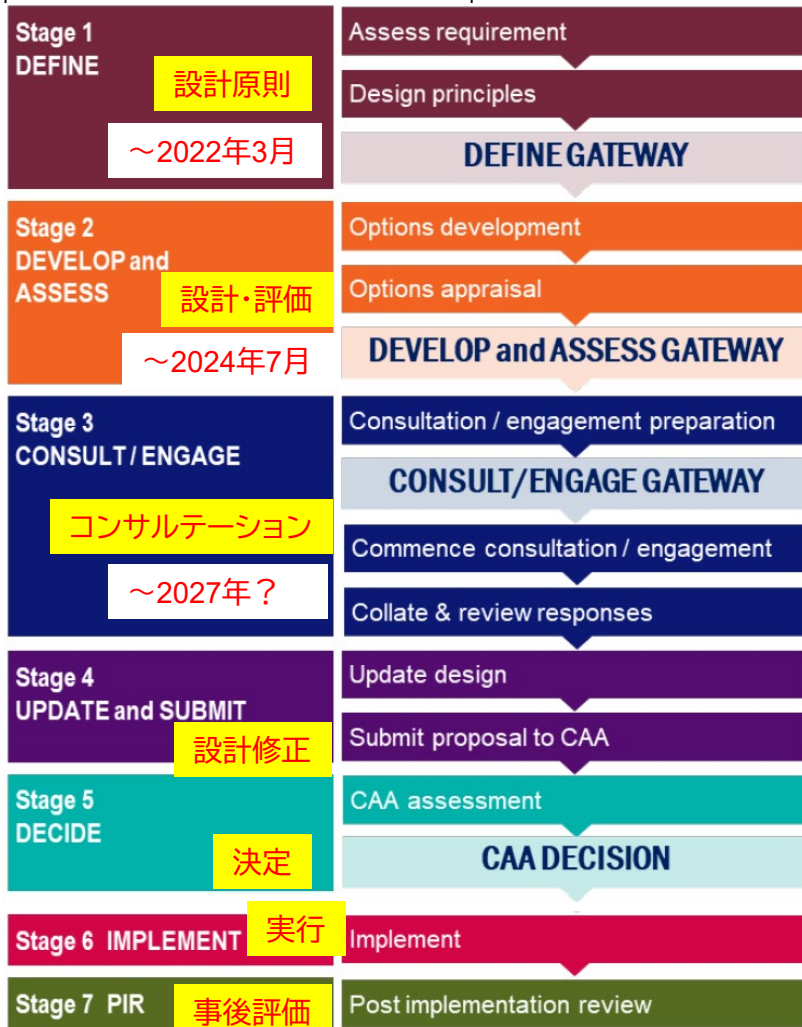 Stage 1
DEFINE
設計原則
～2022年3月
Assess requirement
Design principles
DEFINE GATEWAY
Stage 2
DEVELOP and
ASSESS
設計・評価
～2024年7月
Options development
Options appraisal
DEVELOP and ASSESS GATEWAY
Stage 3
CONSULT / ENGAGE
コンサルテーション
～2027年？
Consultation / engagement preparation
CONSULT/ENGAGE GATEWAY
Commence consultation / engagement
Collate & review responses
Stage 4
UPDATE and SUBMIT
設計修正
Update design
Submit proposal to CAA
Stage 5
DECIDE
決定
CAA assessment
CAA DECISION
Stage 6 IMPLEMENT
実行
Implement
Stage 7 PIR
事後評価
Post implementation review